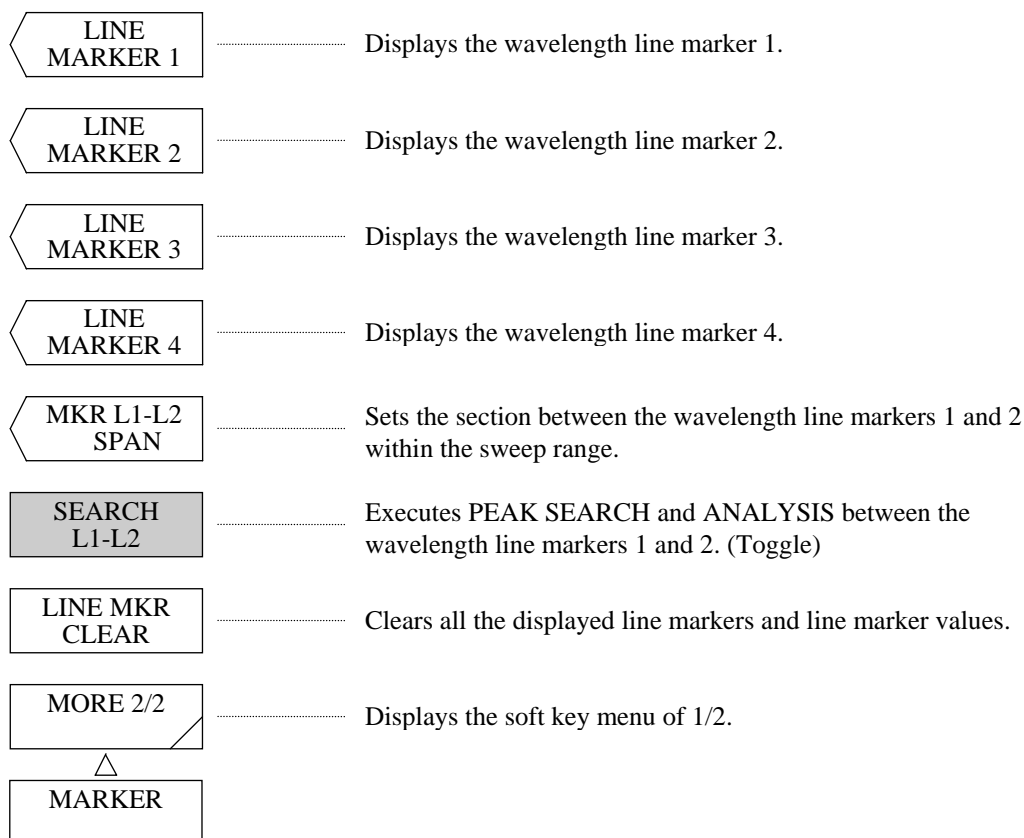 LINE
MARKER 1
Displays the wavelength line marker 1.
LINE
MARKER 2
Displays the wavelength line marker 2.
LINE
MARKER 3
Displays the wavelength line marker 3.
LINE
MARKER 4
Displays the wavelength line marker 4.
MKR L1-L2
SPAN
Sets the section between the wavelength line markers 1 and 2
within the sweep range.
SEARCH
L1-L2
Executes PEAK SEARCH and ANALYSIS between the
wavelength line markers 1 and 2. (Toggle)
LINE MKR
CLEAR
Clears all the displayed line markers and line marker values.
MORE 2/2
Displays the soft key menu of 1/2.
MARKER